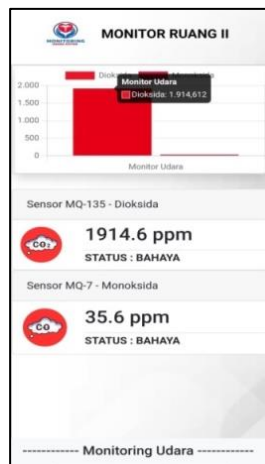 MONITOR RUANG II
Monitor Udara
Dioksida: 1.914,612
2.000
1.500
1.000
500
0
Monitor Udara
Sensor MQ-135 - Dioksida
CO₂
1914.6 ppm
STATUS : BAHAYA
Sensor MQ-7 - Monoksida
CO
35.6 ppm
STATUS : BAHAYA
------------ Monitoring Udara ------------